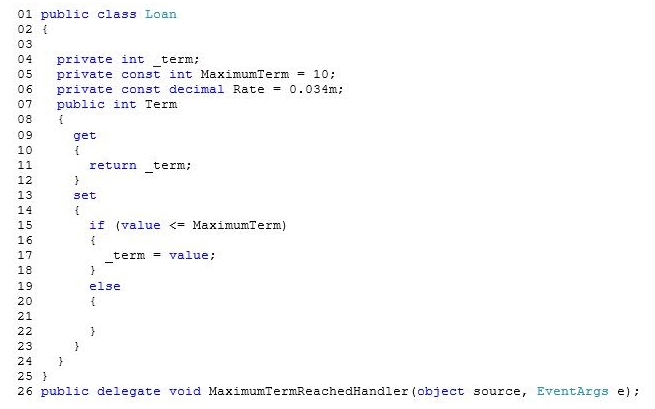 01 public class Loan
02 {
03
04 private int _term;
05 private const int MaximumTerm = 10;
06 private const decimal Rate = 0.034m;
07 public int Term
08 {
09 get
10 {
11 return _term;
12 }
13 set
14 {
15 if (value <= MaximumTerm)
16 {
17 _term = value;
18 }
19 else
20 {
21
22 }
23 }
24 }
25 }
26 public delegate void MaximumTermReachedHandler(object source, EventArgs e);